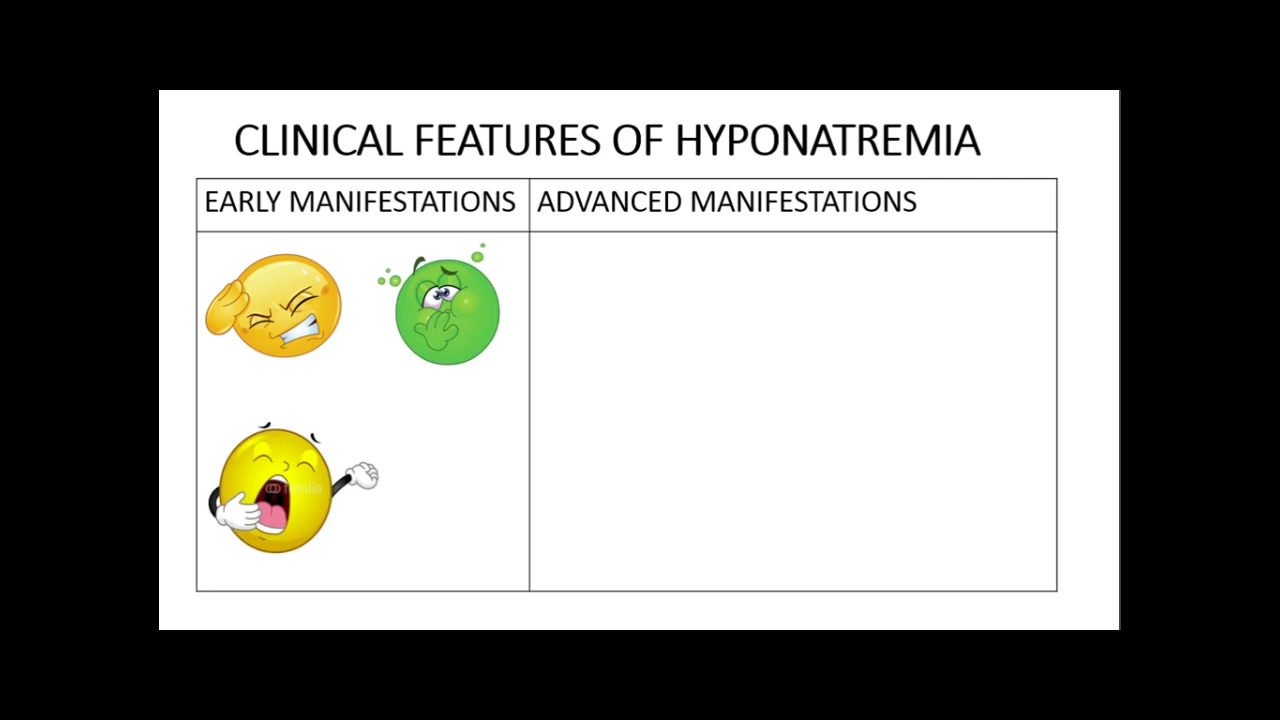 CLINICAL FEATURES OF HYPONATREMIA
EARLY MANIFESTATIONS
ADVANCED MANIFESTATIONS